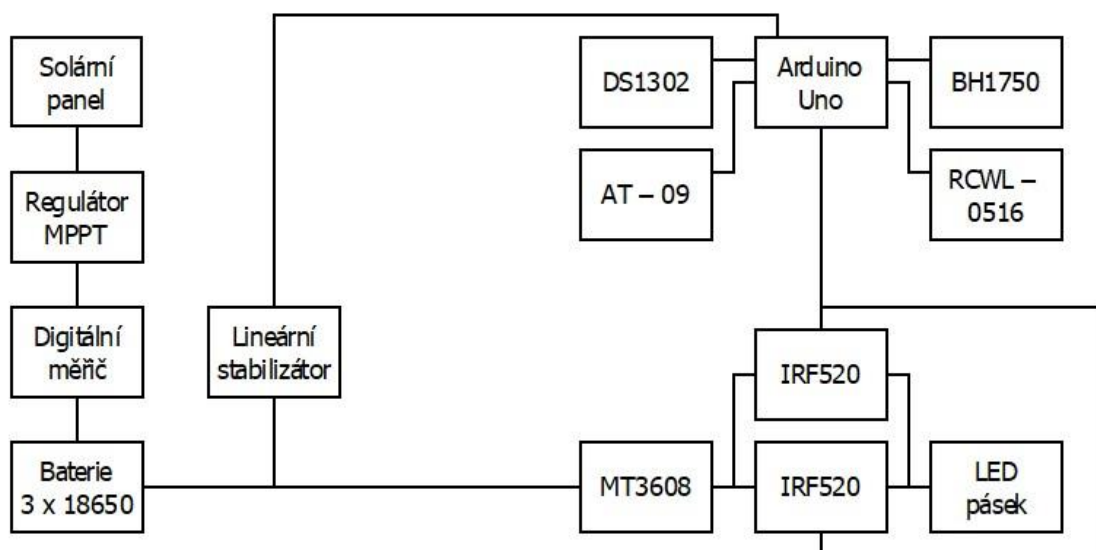 Solární
panel
DS1302
Arduino
Uno
BH1750
Regulátor
MPPT
AT – 09
RCWL –
0516
Digitální
měřič
Lineární
stabilizátor
IRF520
Baterie
3 x 18650
MT3608
IRF520
LED
pásek